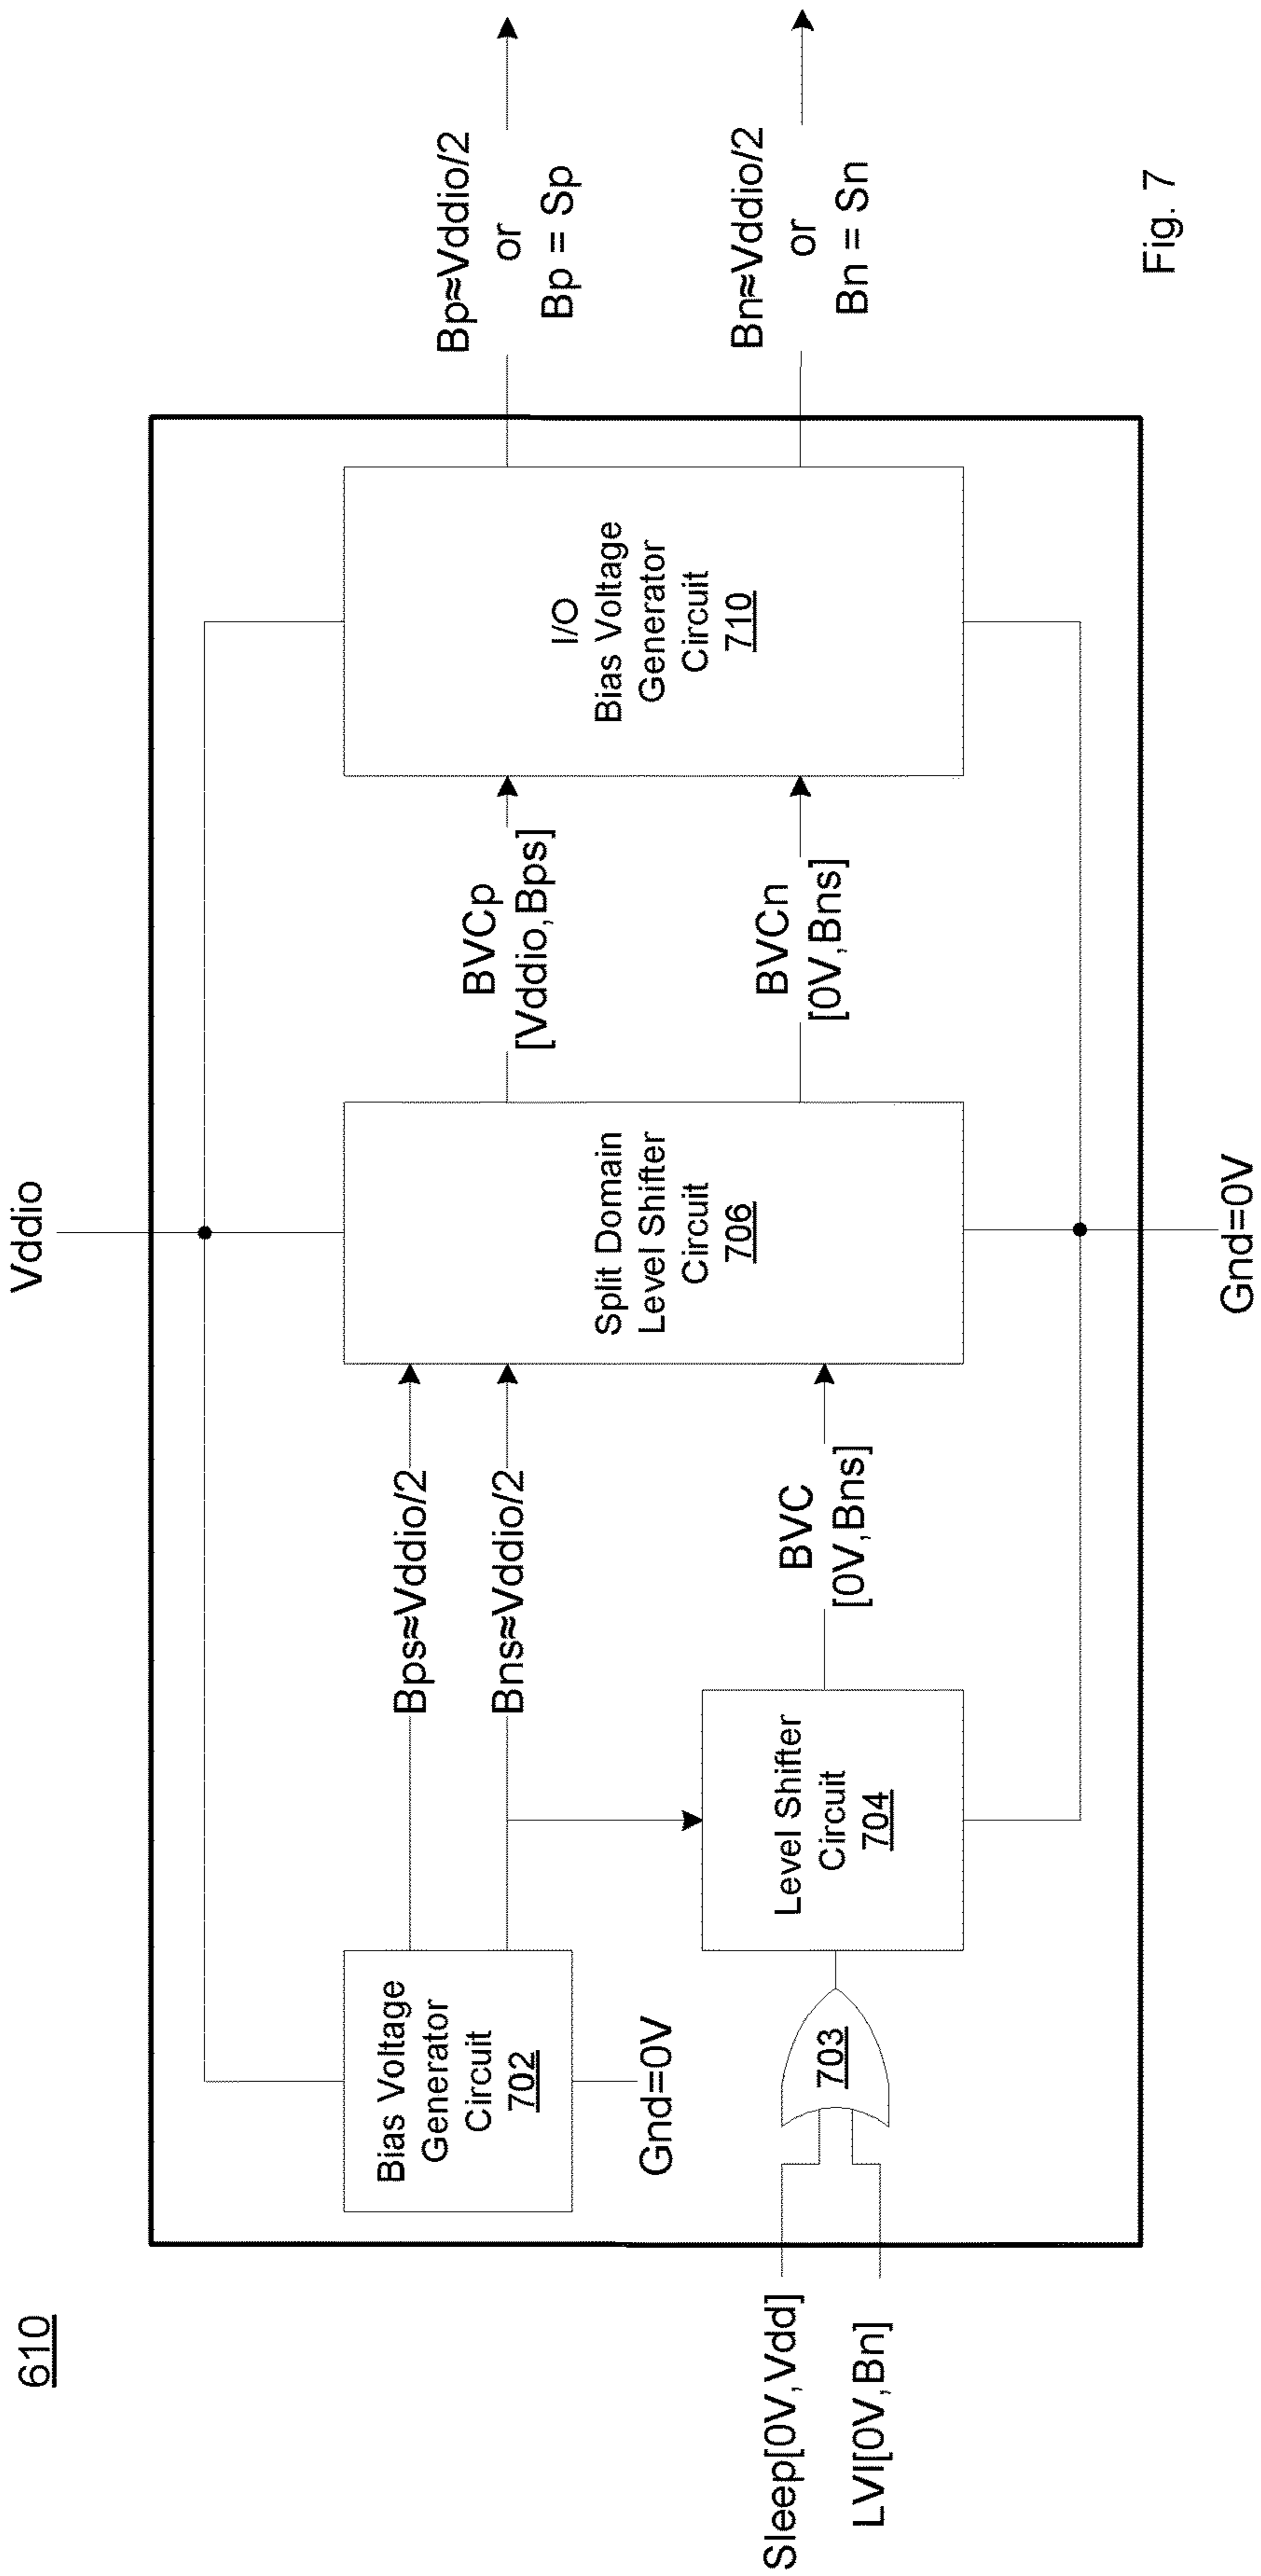 610
Vddio
Bias Voltage
Generator
Circuit
702
Gnd=0V
Bps≈Vddio/2
Bns≈Vddio/2
Sleep[0V,Vdd]
LVI[0V,Bn]
703
Level Shifter
Circuit
704
BVC
[0V,Bns]
Split Domain
Level Shifter
Circuit
706
BVCp
[Vddio,Bps]
BVCn
[0V,Bns]
I/O
Bias Voltage
Generator
Circuit
710
Bp≈Vddio/2
or
Bp = Sp
Bn≈Vddio/2
or
Bn = Sn
Gnd=0V
Fig. 7